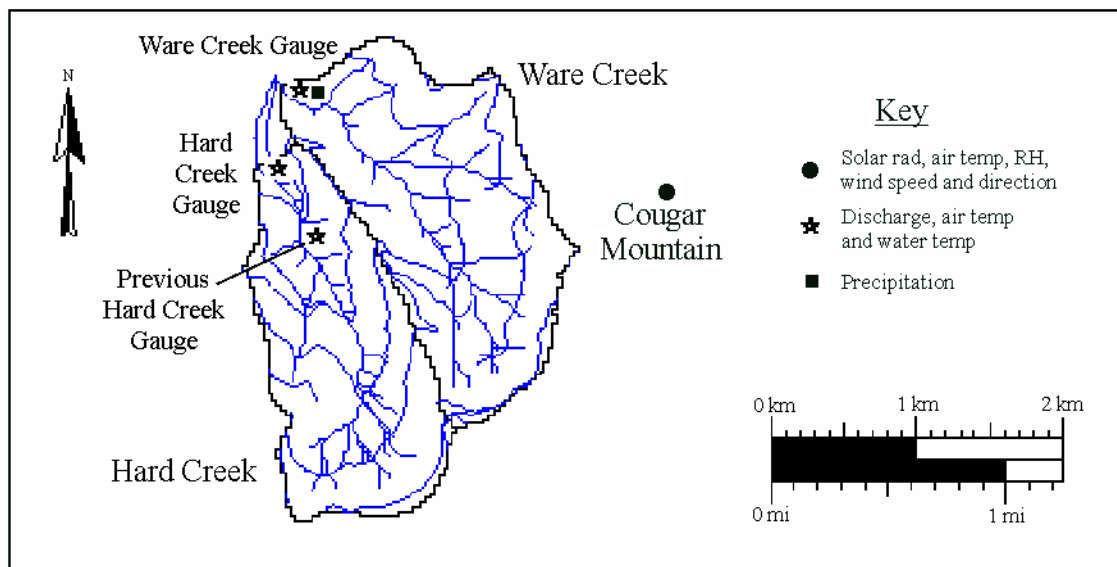 Ware Creek Gauge
N
Ware Creek
Hard
Creek
Gauge
Cougar
Mountain
Previous
Hard Creek
Gauge
Hard Creek
Key
Solar rad, air temp, RH,
wind speed and direction
Discharge, air temp
and water temp
Precipitation
0 km 1 km 2 km
0 mi 1 mi